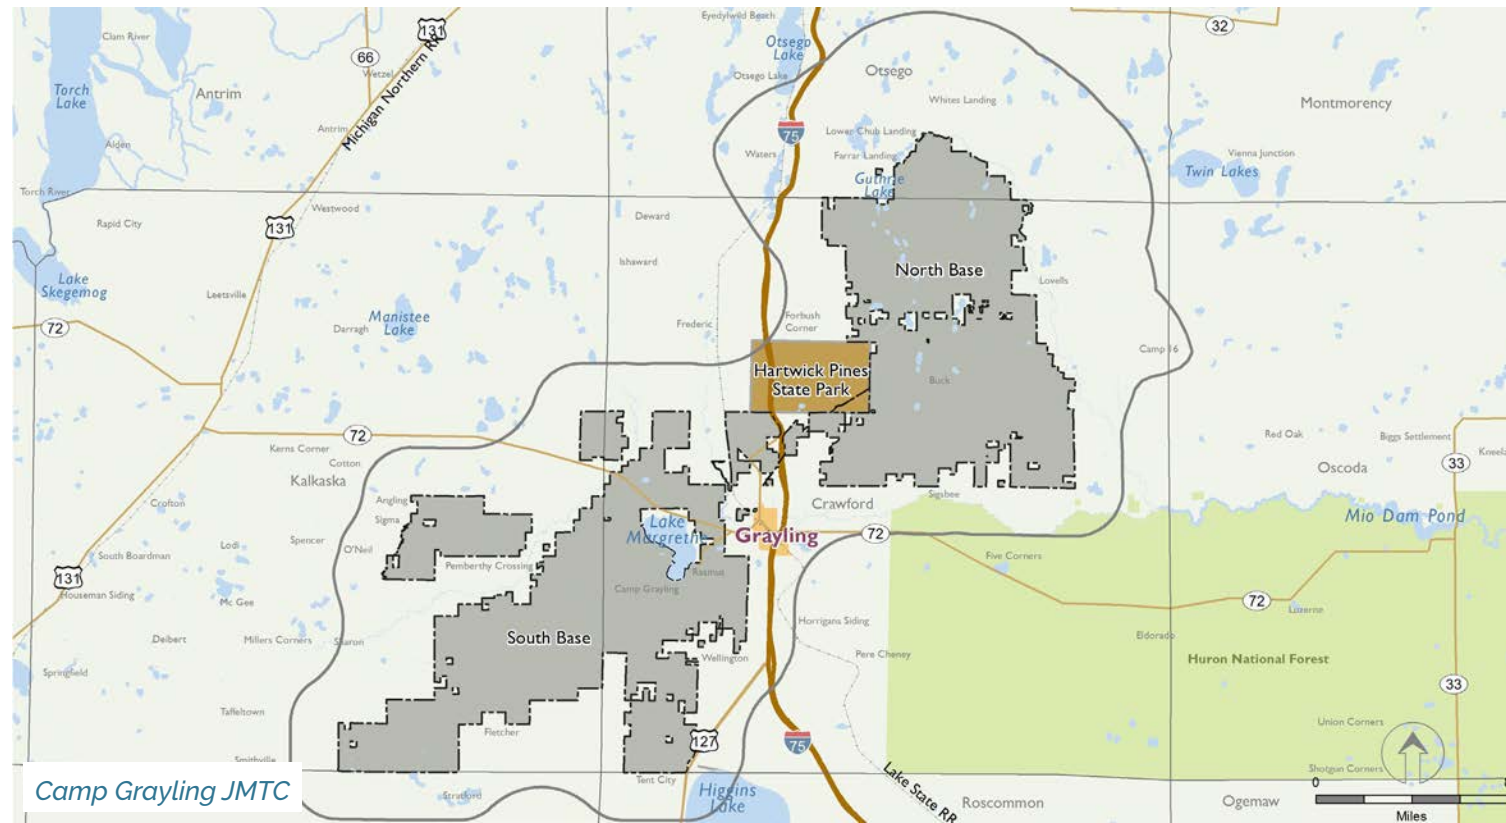 Eyedylwild Beach
32
131
Clam River
66
Otsego
Lake
Wetzel
Otsego Lake
Otsego
Torch
Lake
Antrim
Michigan Northern RR
Whites Landing
Montmorency
Antrim
75
Lower Chub Landing
Alden
Waters
Farrar Landing
Vienna Junction
Guthrie
Lake
Twin Lakes
Torch River
Westwood
Deward
Rapid City
131
Ishaward
North Base
Lake
Skegemog
Lovells
Leetsville
Manistee
Lake
Forbush
Corner
72
Darragh
Frederic
Camp 16
Hartwick Pines
State Park
Buck
72
Red Oak
Biggs Settlement
Kerns Corner
Cotton
Oscoda
33
Kalkaska
Angling
Sigsbee
Crofton
Crawford
Sigma
Lake
Margrethe
Grayling
72
Mio Dam Pond
Spencer
Lodi
O'Neil
South Boardman
Five Corners
Pemberthy Crossing
Rasmus
131
Houseman Siding
Camp Grayling
Mc Gee
72
Luzerne
Horrigans Siding
Deibert
Millers Corners
Sharon
South Base
Eldorado
Pere Cheney
Wellington
Huron National Forest
Springfield
33
Taffeltown
Union Corners
Fletcher
127
75
Smithville
Tent City
Shotgun Corners
Camp Grayling JMTC
Stratford
Higgins
Lake
Lake State RR
Roscommon
Ogemaw
0
Miles